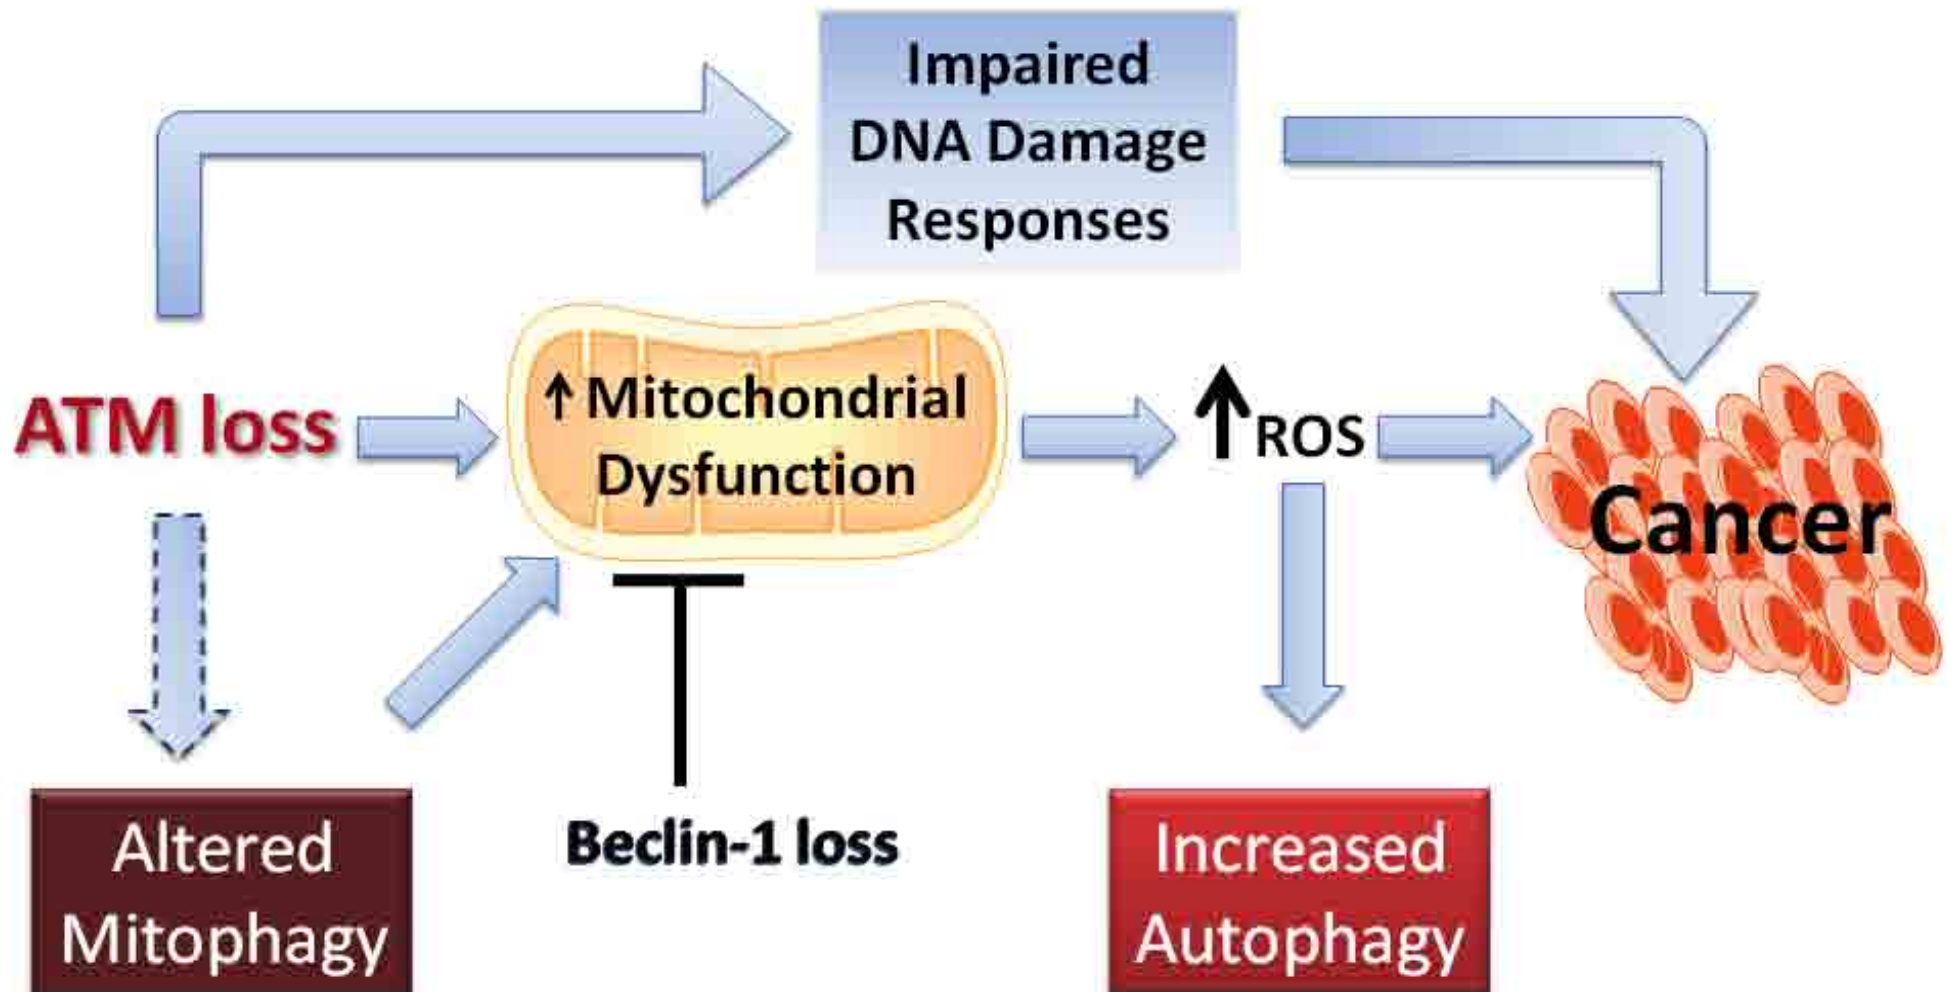 Impaired
DNA Damage
Responses
ATM loss
↑ Mitochondrial
Dysfunction
↑ROS
Cancer
Altered
Mitophagy
Beclin-1 loss
Increased
Autophagy